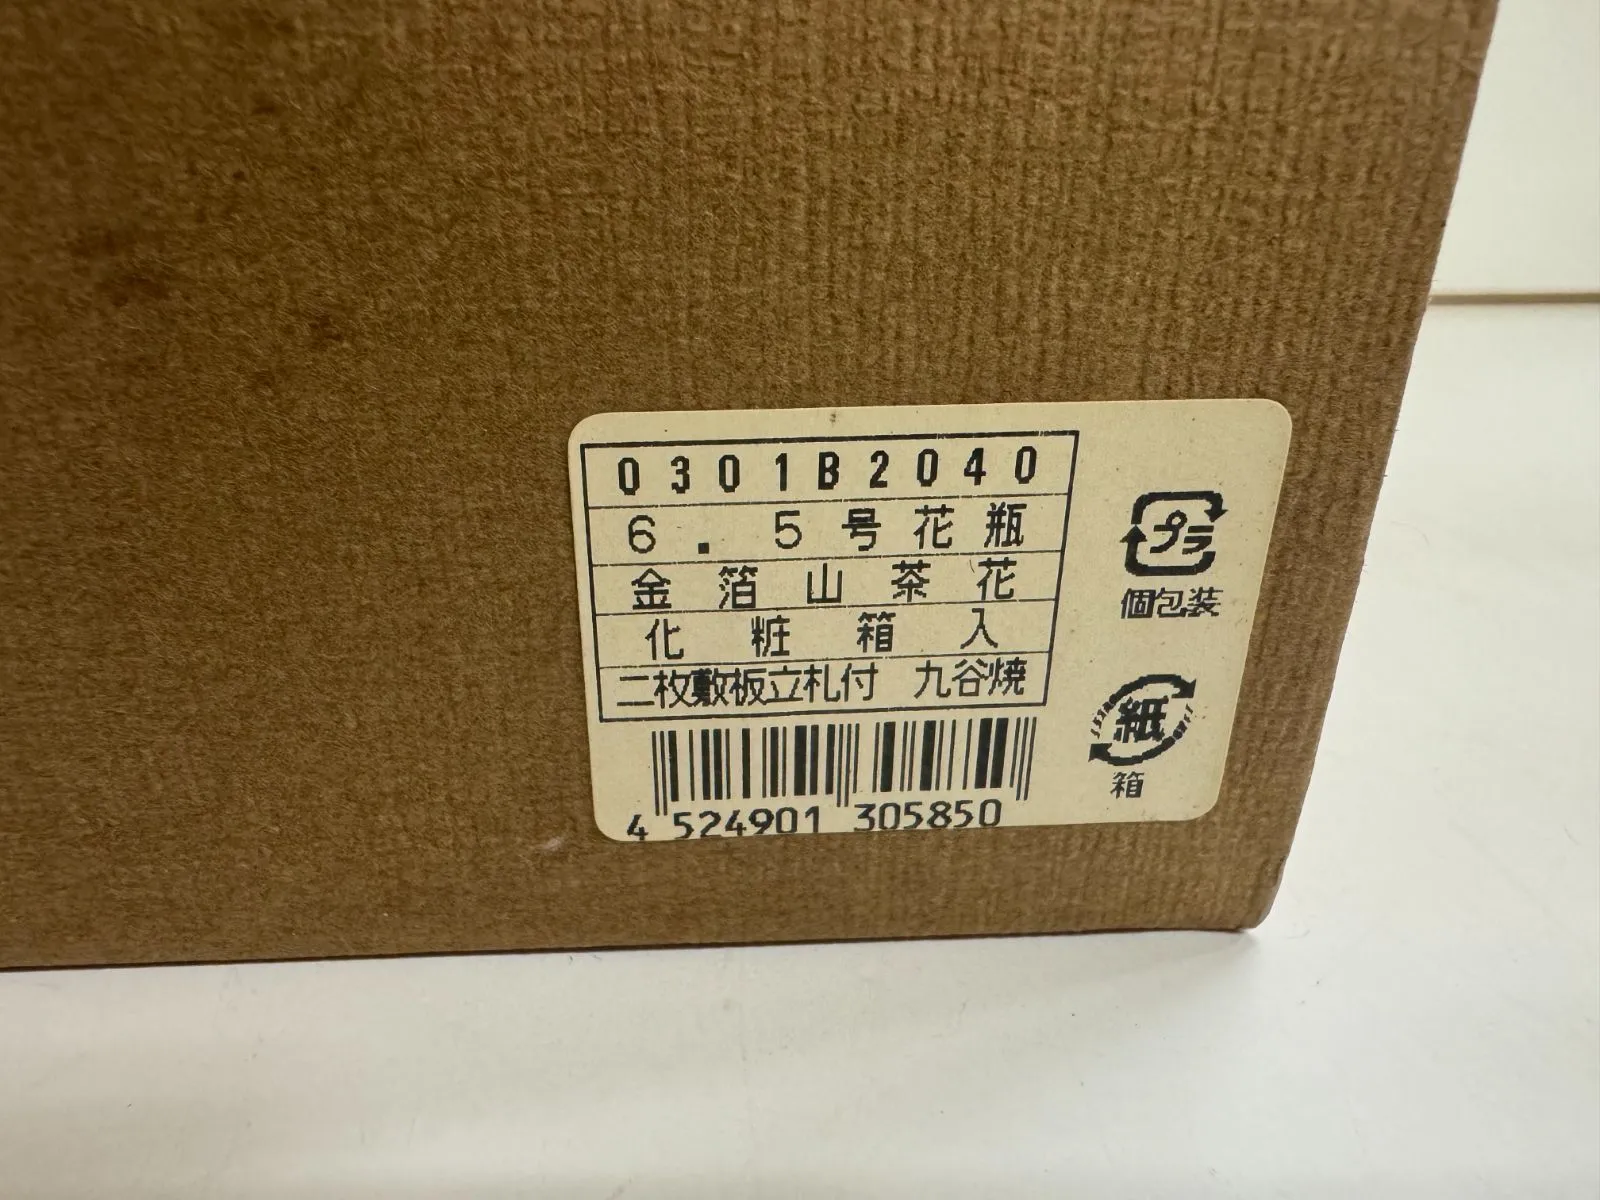 0301B2040
6.5号花瓶
金箔山茶花
化粧箱入
二枚敷板立札付 九谷焼
4 524901 305850
プラ
個包装
紙
箱